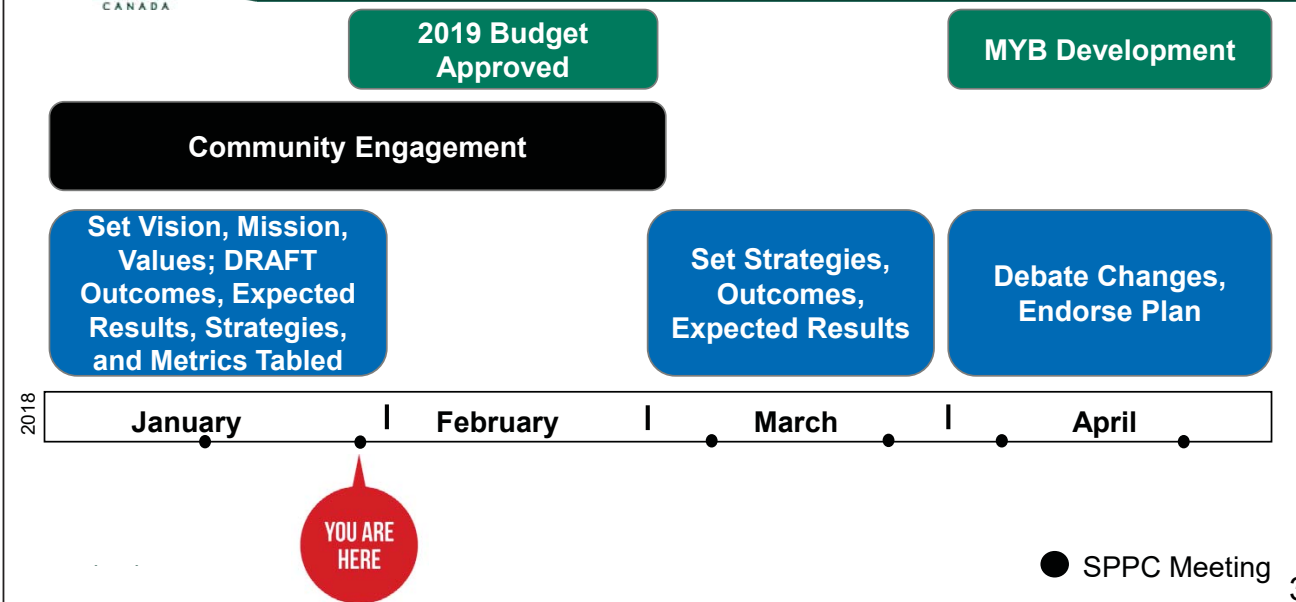 CANADA
2019 Budget
Approved
MYB Development
Community Engagement
Set Vision, Mission,
Values; DRAFT
Outcomes, Expected
Results, Strategies,
and Metrics Tabled
Set Strategies,
Outcomes,
Expected Results
Debate Changes,
Endorse Plan
2018
January | February | March | April
YOU ARE
HERE
SPPC Meeting
3